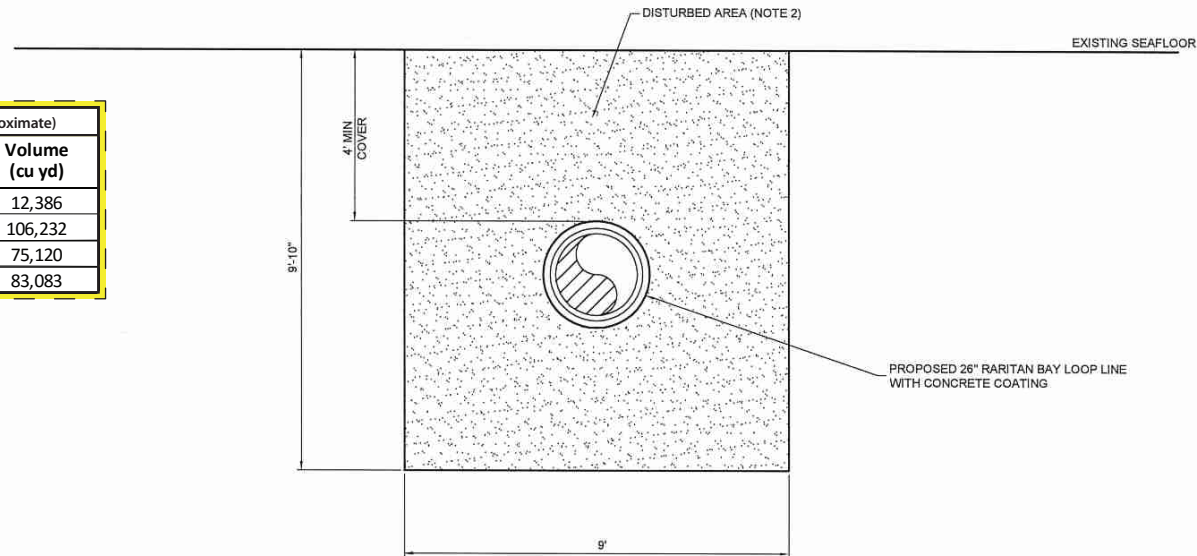 DISTURBED AREA (NOTE 2)
EXISTING SEAFLOOR
oximate)
Volume
(cu yd)
12,386
106,232
75,120
83,083
4' MIN
COVER
9'-10"
PROPOSED 26" RARITAN BAY LOOP LINE
WITH CONCRETE COATING
9'